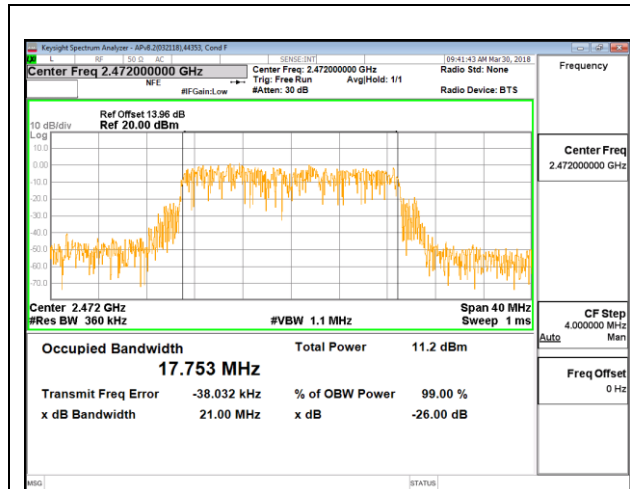 Keysight Spectrum Analyzer - APv8.2(032118),44353, Cond F
L RF 50 Ω AC SENSE:INT 09:41:43 AM Mar 30, 2018
Center Freq 2.472000000 GHz Center Freq: 2.472000000 GHz Radio Std: None Frequency
NFE Trig: Free Run Avg|Hold: 1/1
#IFGain:Low #Atten: 30 dB Radio Device: BTS
Ref Offset 13.96 dB
10 dB/div Ref 20.00 dBm
Log
10.0
0.00
-10.0
-20.0
-30.0
-40.0
-50.0
-60.0
-70.0
Center Freq
2.472000000 GHz
Center 2.472 GHz Span 40 MHz
#Res BW 360 kHz #VBW 1.1 MHz Sweep 1 ms
CF Step
4.000000 MHz
Auto Man
Occupied Bandwidth Total Power 11.2 dBm
17.753 MHz
Freq Offset
0 Hz
Transmit Freq Error -38.032 kHz % of OBW Power 99.00 %
x dB Bandwidth 21.00 MHz x dB -26.00 dB
MSG STATUS